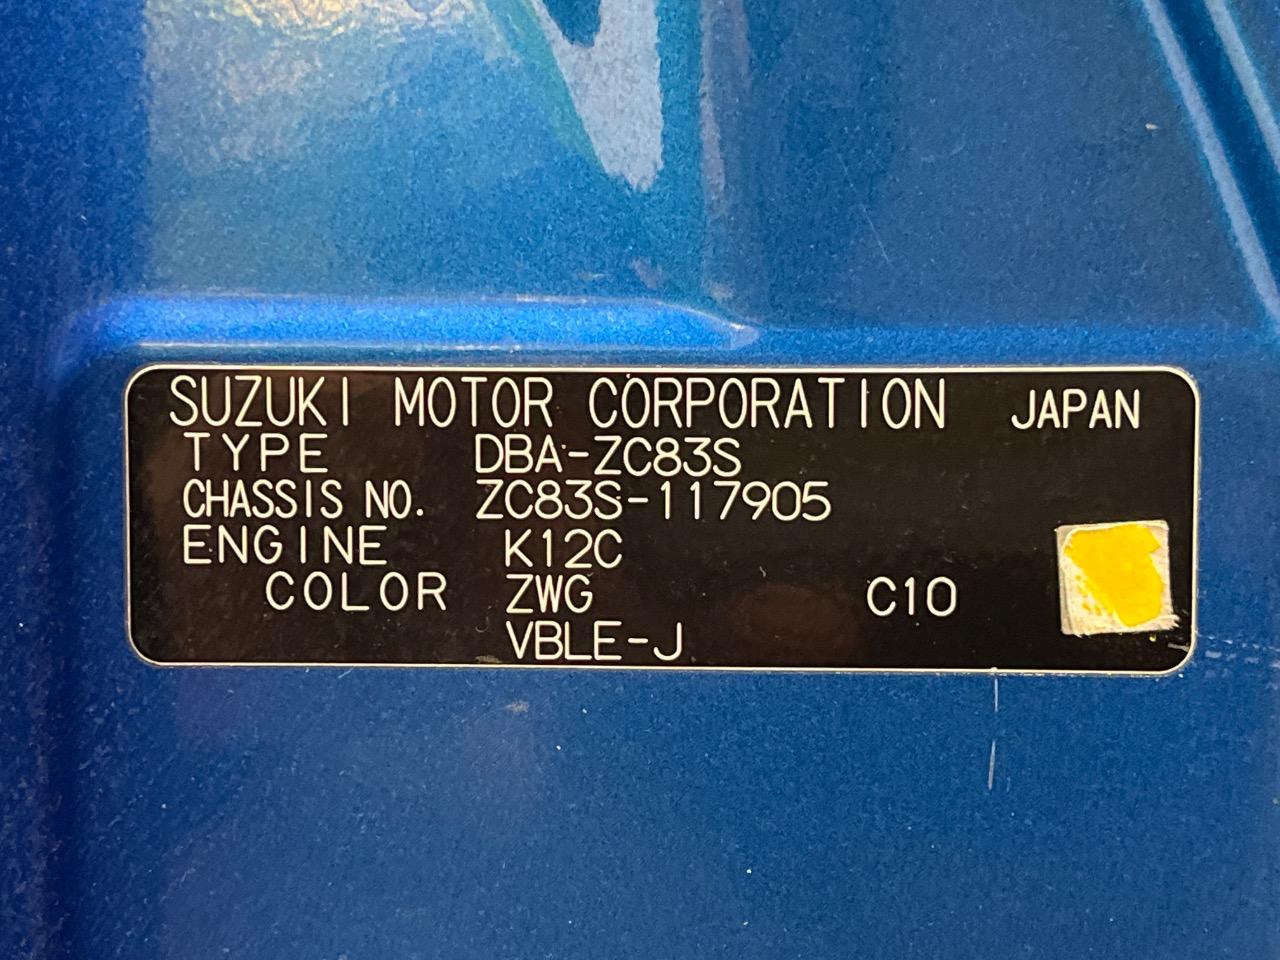 SUZUKI MOTOR CORPORATION JAPAN
TYPE DBA-ZC83S
CHASSIS NO. ZC83S-117905
ENGINE K12C
COLOR ZWG C10
VBLE-J